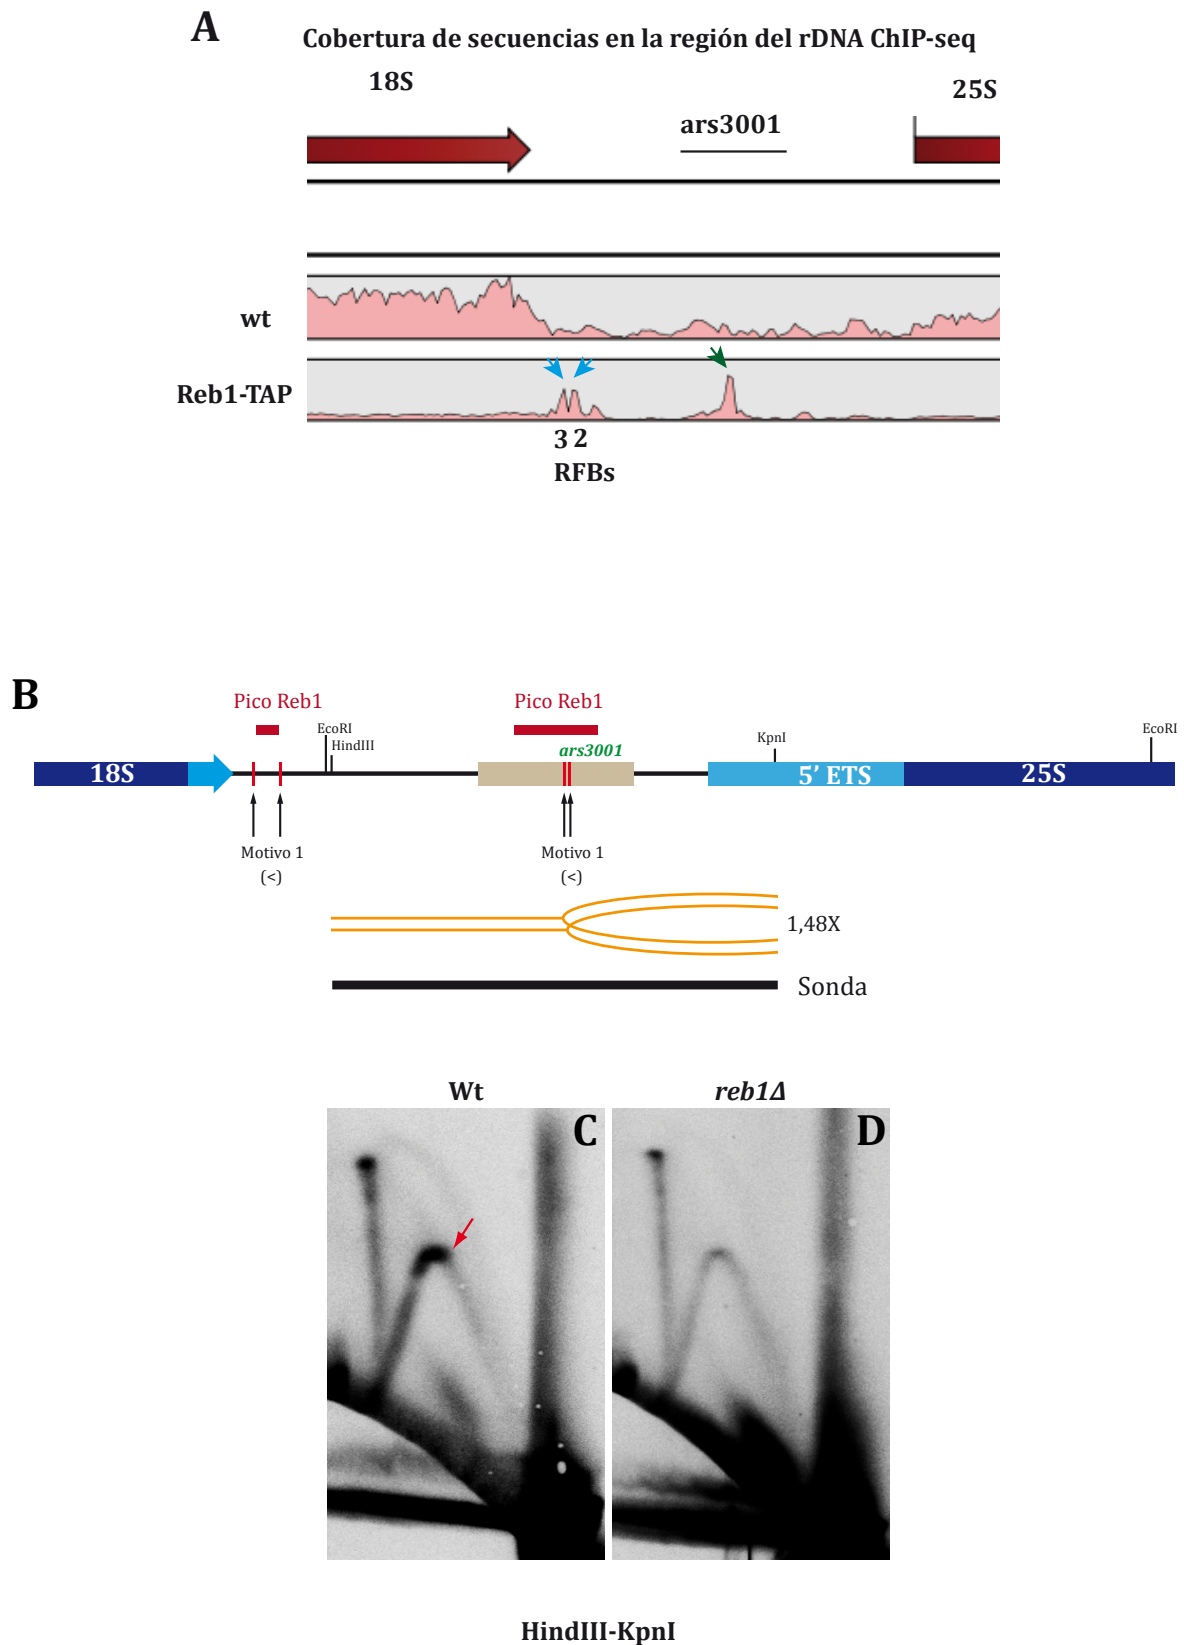 A
Cobertura de secuencias en la región del rDNA ChIP-seq
18S
25S
ars3001
wt
Reb1-TAP
3 2
RFBs
B
Pico Reb1
Pico Reb1
EcoRI
EcoRI
HindIII
KpnI
ars3001
18S
5’ ETS
25S
Motivo 1
Motivo 1
(<)
(<)
1,48X
Sonda
Wt
reb1Δ
C
D
HindIII-KpnI